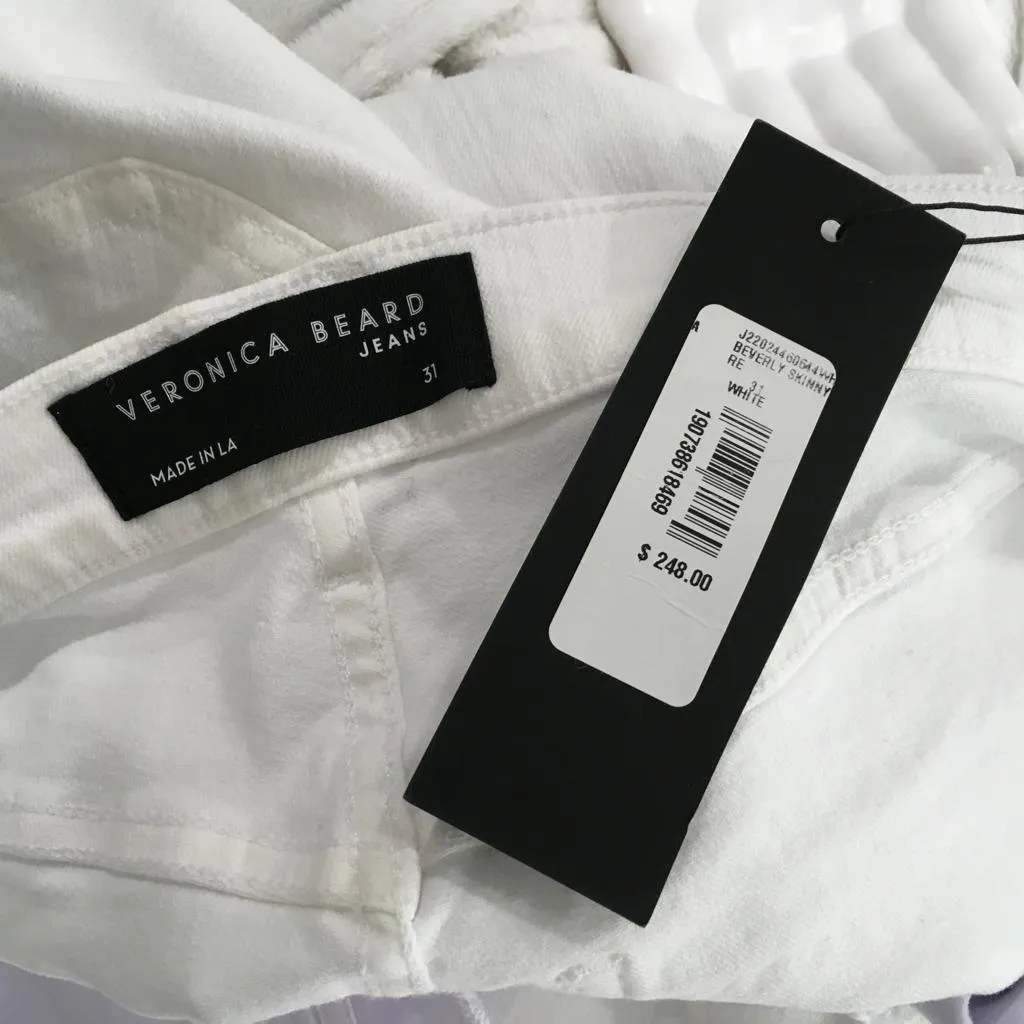 VERONICA BEARD
JEANS
31
MADE IN LA
BEVERLY SKINNY
RE
31
WHITE
190738618469
$ 248.00